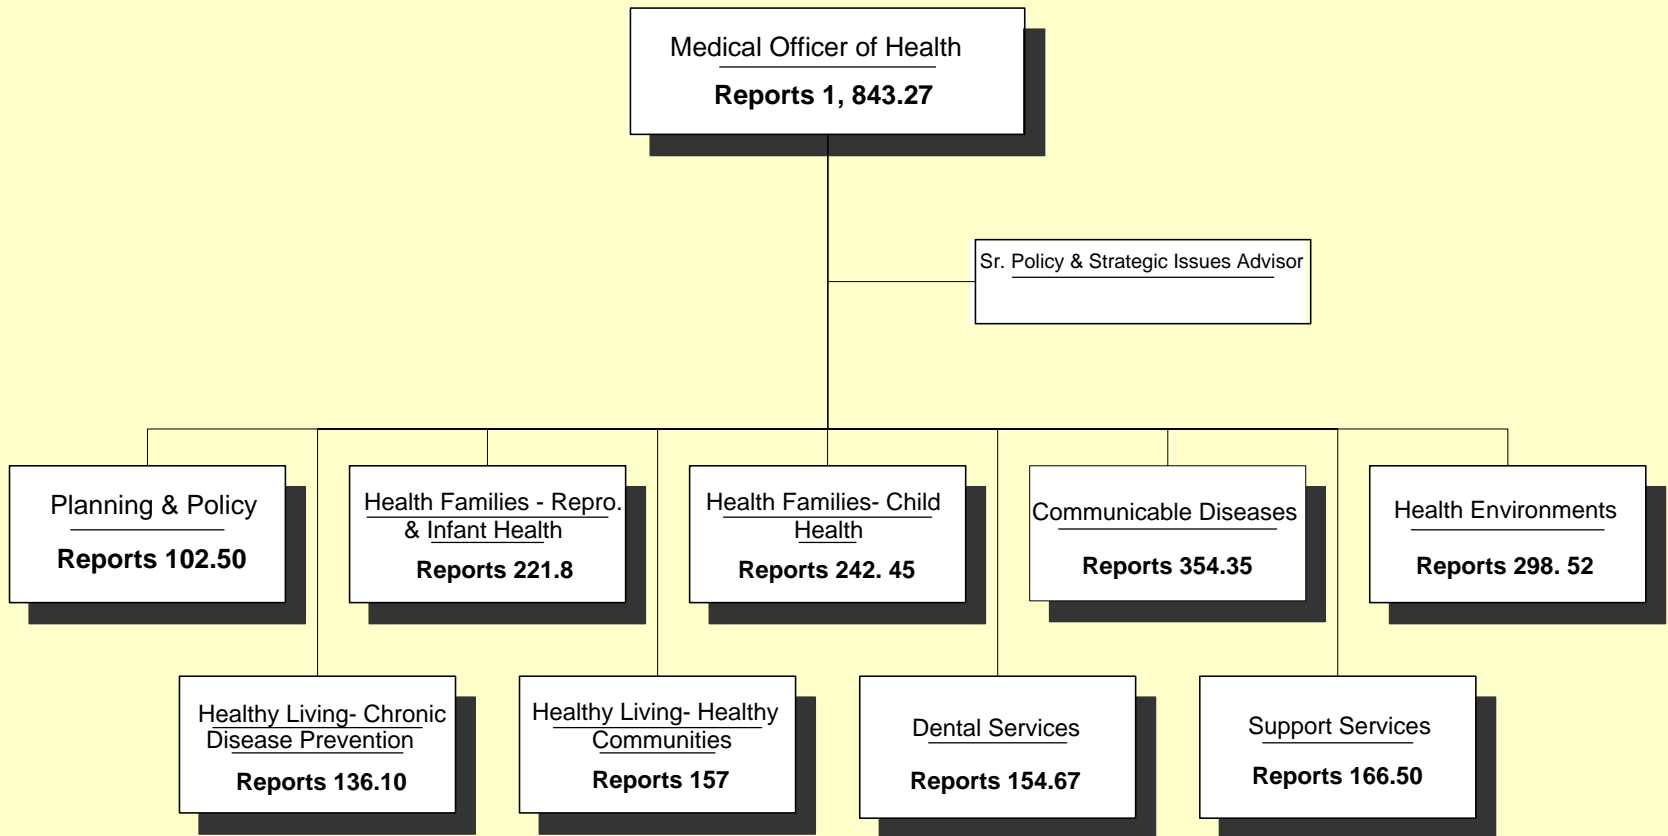 Medical Officer of Health
Reports 1, 843.27
Sr. Policy & Strategic Issues Advisor
Planning & Policy
Reports 102.50
Health Families - Repro.
& Infant Health
Reports 221.8
Health Families- Child
Health
Reports 242. 45
Communicable Diseases
Reports 354.35
Health Environments
Reports 298. 52
Healthy Living- Chronic
Disease Prevention
Reports 136.10
Healthy Living- Healthy
Communities
Reports 157
Dental Services
Reports 154.67
Support Services
Reports 166.50